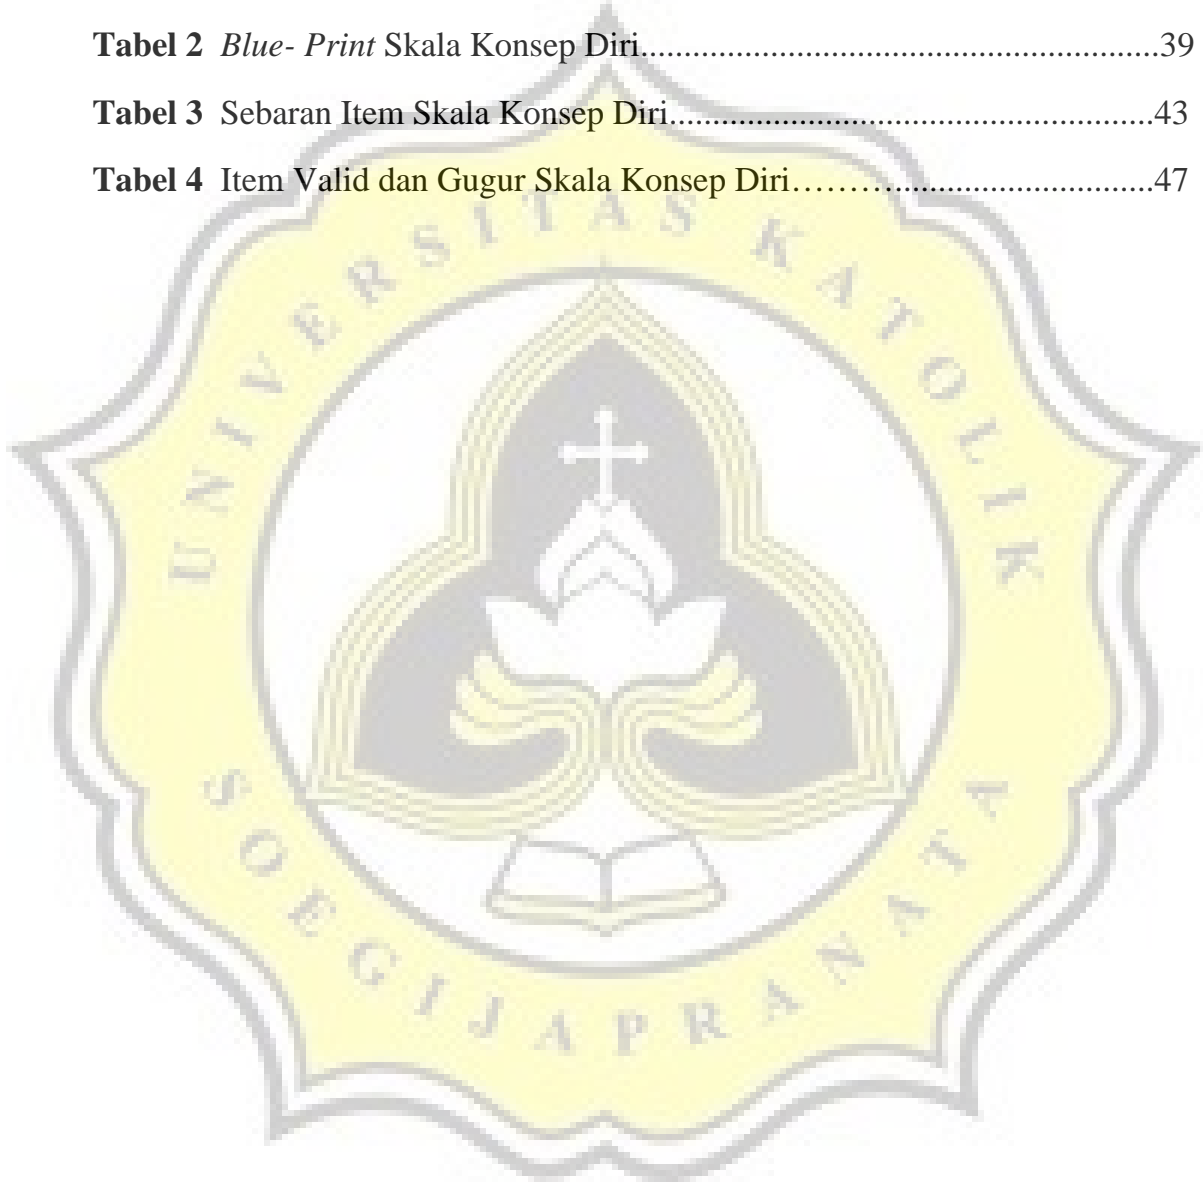 Tabel 2 Blue- Print Skala Konsep Diri...............................................................39
Tabel 3 Sebaran Item Skala Konsep Diri...........................................................43
Tabel 4 Item Valid dan Gugur Skala Konsep Diri……….................................47
UNIVERSITAS KATOLIK
SOEGIJAPRANATA